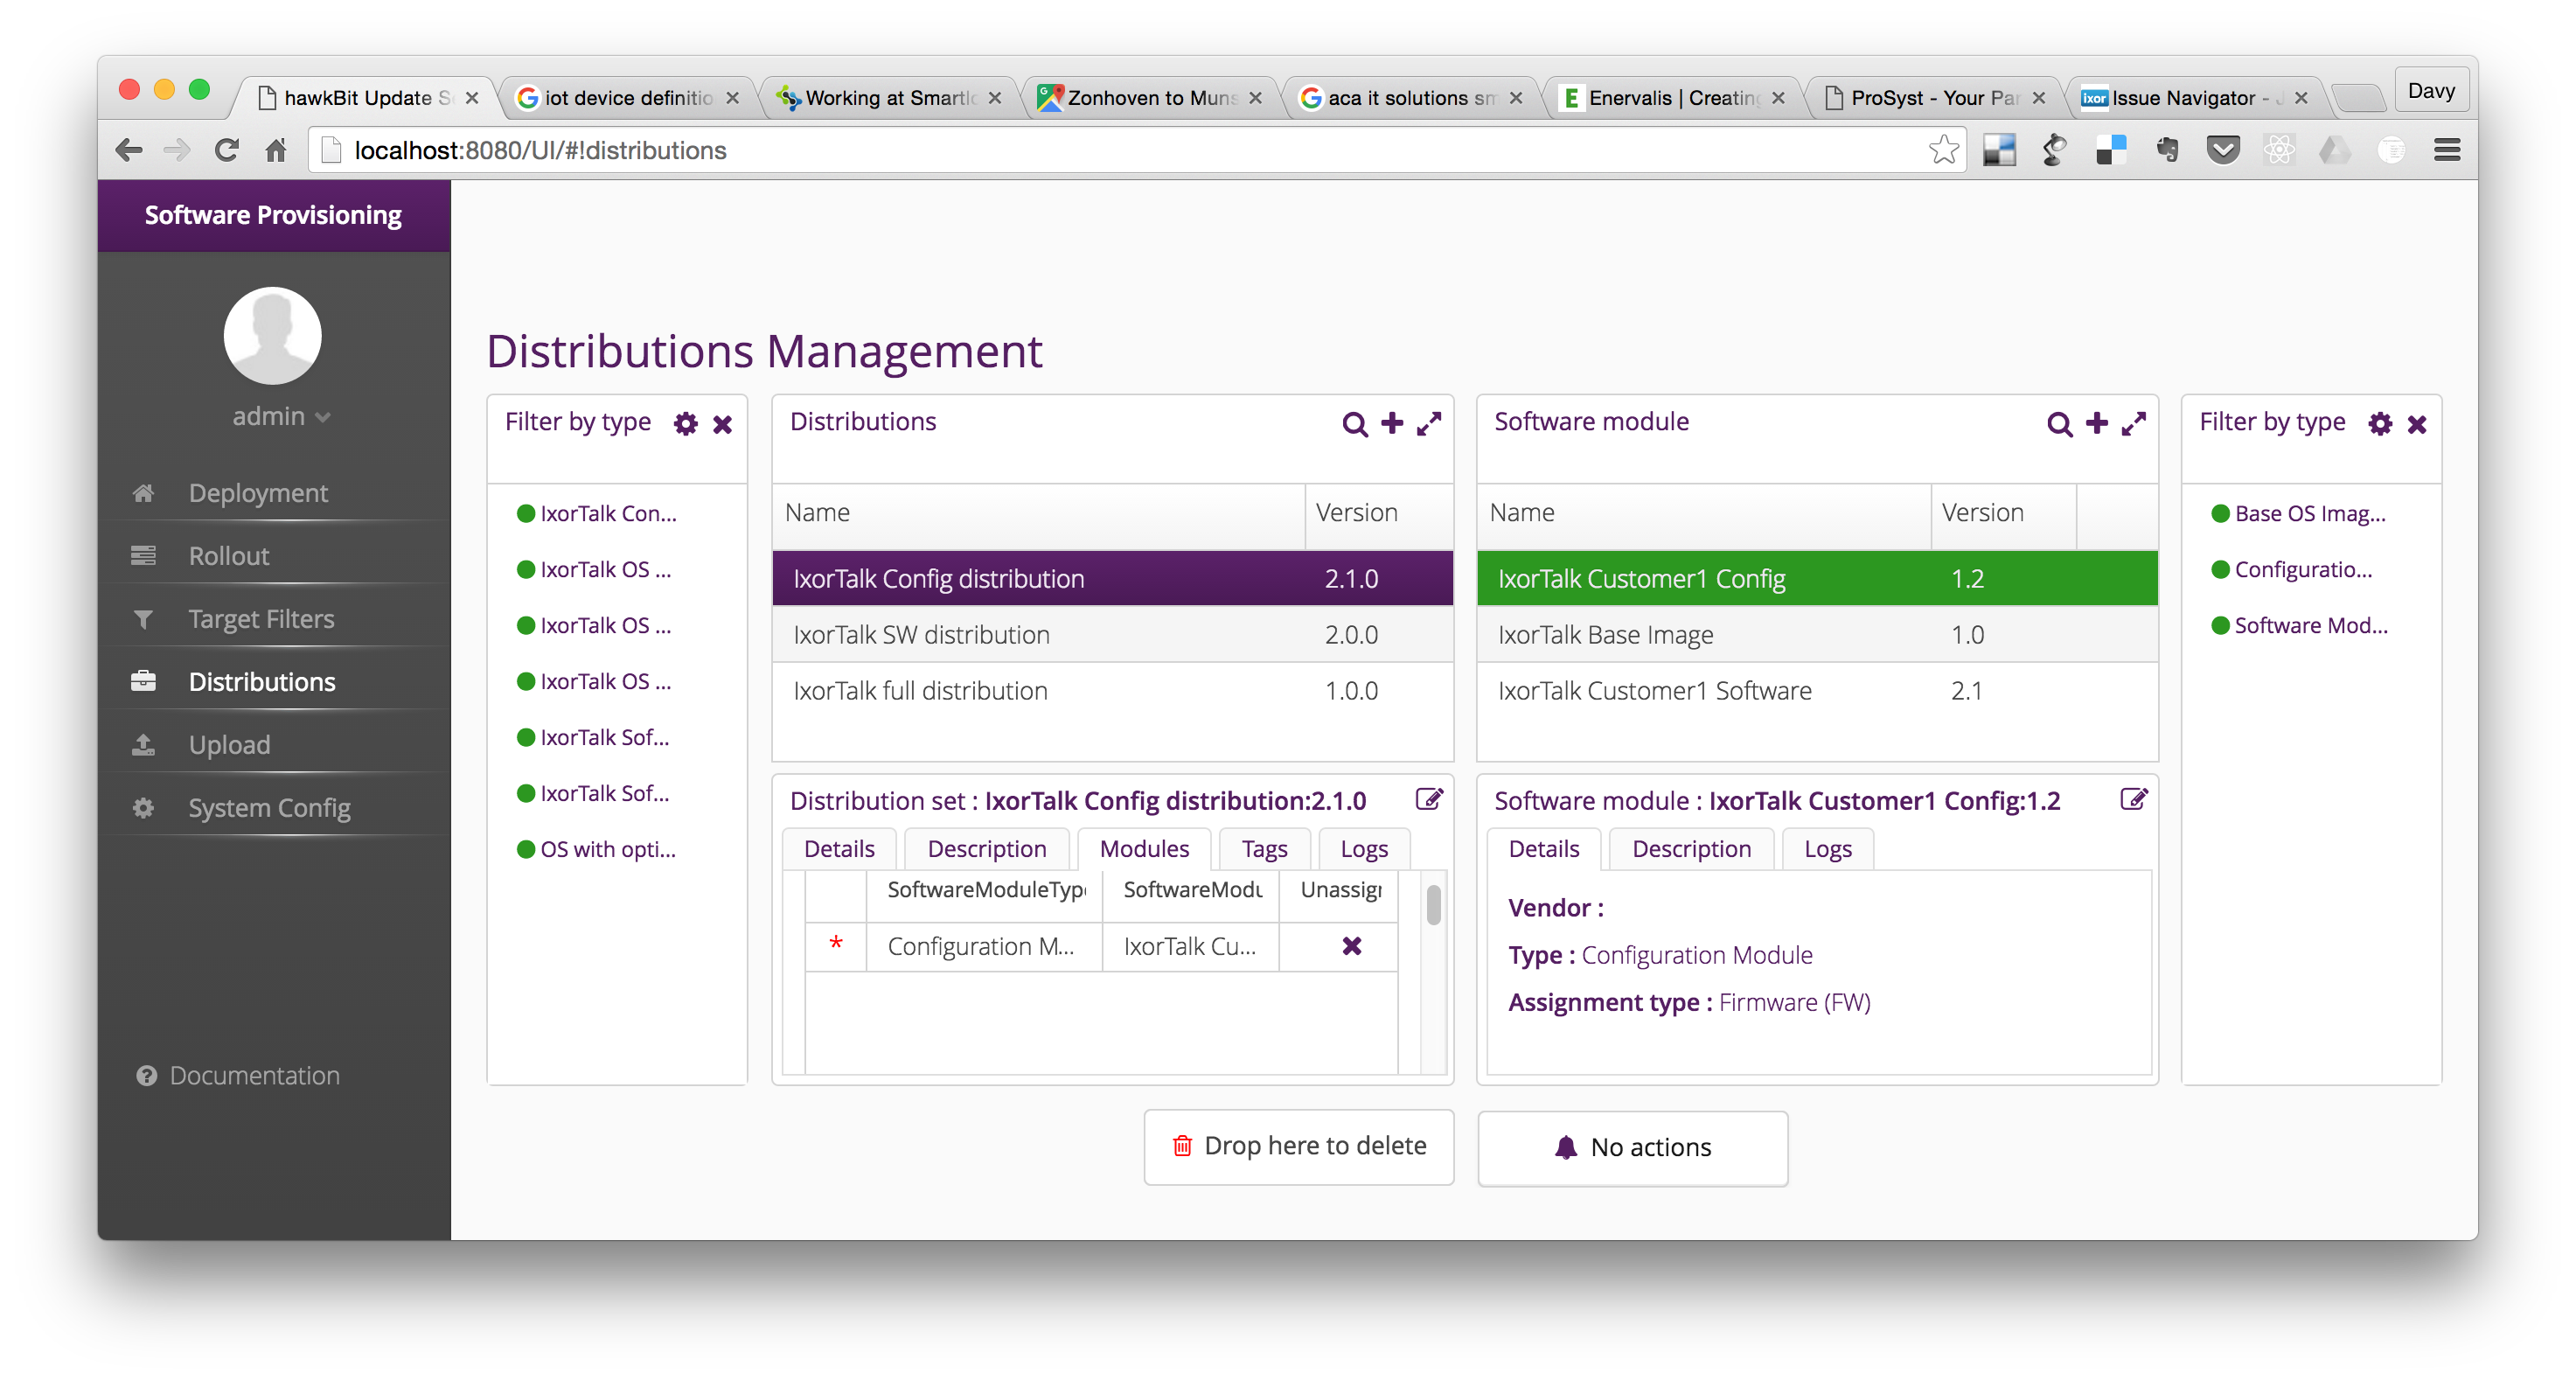 hawkBit Update S
iot device definitio
Working at Smartl
Zonhoven to Muns
aca it solutions sm
Enervalis | Creating
ProSyst - Your Par
ixor Issue Navigator - J
Davy
localhost:8080/UI/#!distributions
Software Provisioning
admin
Deployment
Rollout
Target Filters
Distributions
Upload
System Config
Documentation
Distributions Management
Filter by type
IxorTalk Con...
IxorTalk OS ...
IxorTalk OS ...
IxorTalk OS ...
IxorTalk Sof...
IxorTalk Sof...
OS with opti...
Distributions
Name Version
IxorTalk Config distribution 2.1.0
IxorTalk SW distribution 2.0.0
IxorTalk full distribution 1.0.0
Distribution set : IxorTalk Config distribution:2.1.0
Details Description Modules Tags Logs
SoftwareModuleType SoftwareModu Unassign
* Configuration M... IxorTalk Cu...
Software module
Name Version
IxorTalk Customer1 Config 1.2
IxorTalk Base Image 1.0
IxorTalk Customer1 Software 2.1
Software module : IxorTalk Customer1 Config:1.2
Details Description Logs
Vendor :
Type : Configuration Module
Assignment type : Firmware (FW)
Filter by type
Base OS Imag...
Configuratio...
Software Mod...
Drop here to delete
No actions